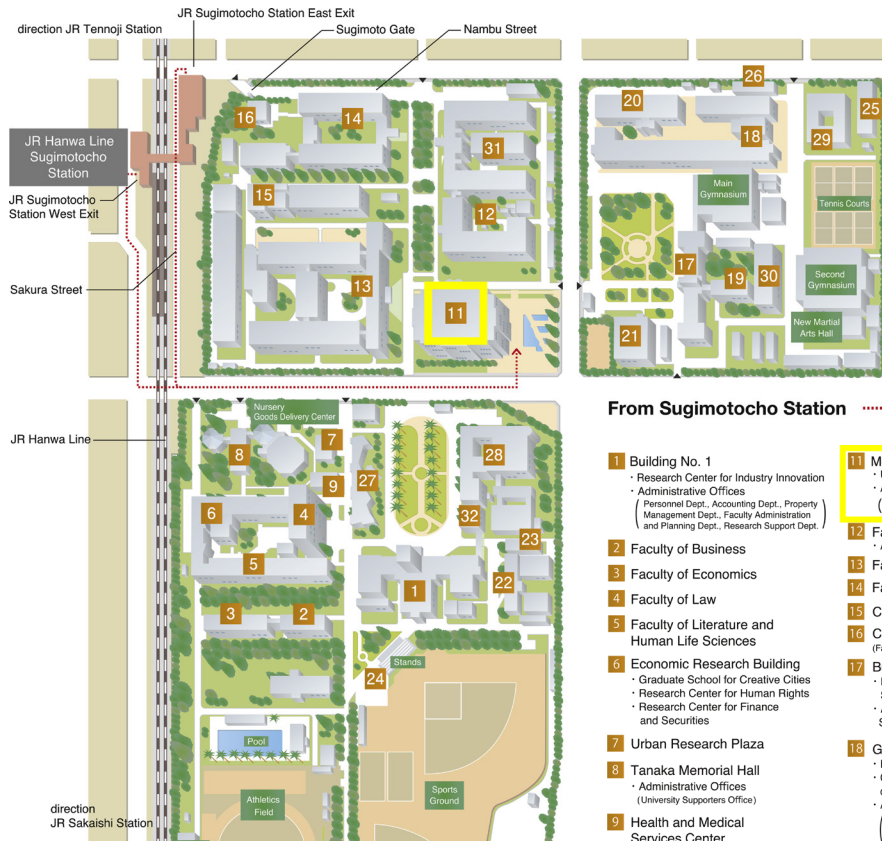 JR Sugimotocho Station East Exit
direction JR Tennoji Station
Sugimoto Gate
Nambu Street
26
20
25
16
14
18
29
JR Hanwa Line
Sugimotocho
Station
31
Main
Gymnasium
JR Sugimotocho
Station West Exit
15
12
Tennis Courts
17
19
30
Second
Gymnasium
Sakura Street
13
11
New Martial
Arts Hall
21
Nursery
Goods Delivery Center
From Sugimotocho Station
JR Hanwa Line
7
8
28
27
9
6
4
32
23
5
22
1
3
2
Stands
24
Pool
Athletics
Field
Sports
Ground
direction
JR Sakaishi Station
1 Building No. 1
・Research Center for Industry Innovation
・Administrative Offices
(Personnel Dept., Accounting Dept., Property
Management Dept., Faculty Administration
and Planning Dept., Research Support Dept.)
2 Faculty of Business
3 Faculty of Economics
4 Faculty of Law
5 Faculty of Literature and
Human Life Sciences
6 Economic Research Building
・Graduate School for Creative Cities
・Research Center for Human Rights
・Research Center for Finance
and Securities
7 Urban Research Plaza
8 Tanaka Memorial Hall
・Administrative Offices
(University Supporters Office)
9 Health and Medical
Services Center
11 M
12 Fa
13 Fa
14 Fa
15 C
16 C
(Fa
17 B
18 G